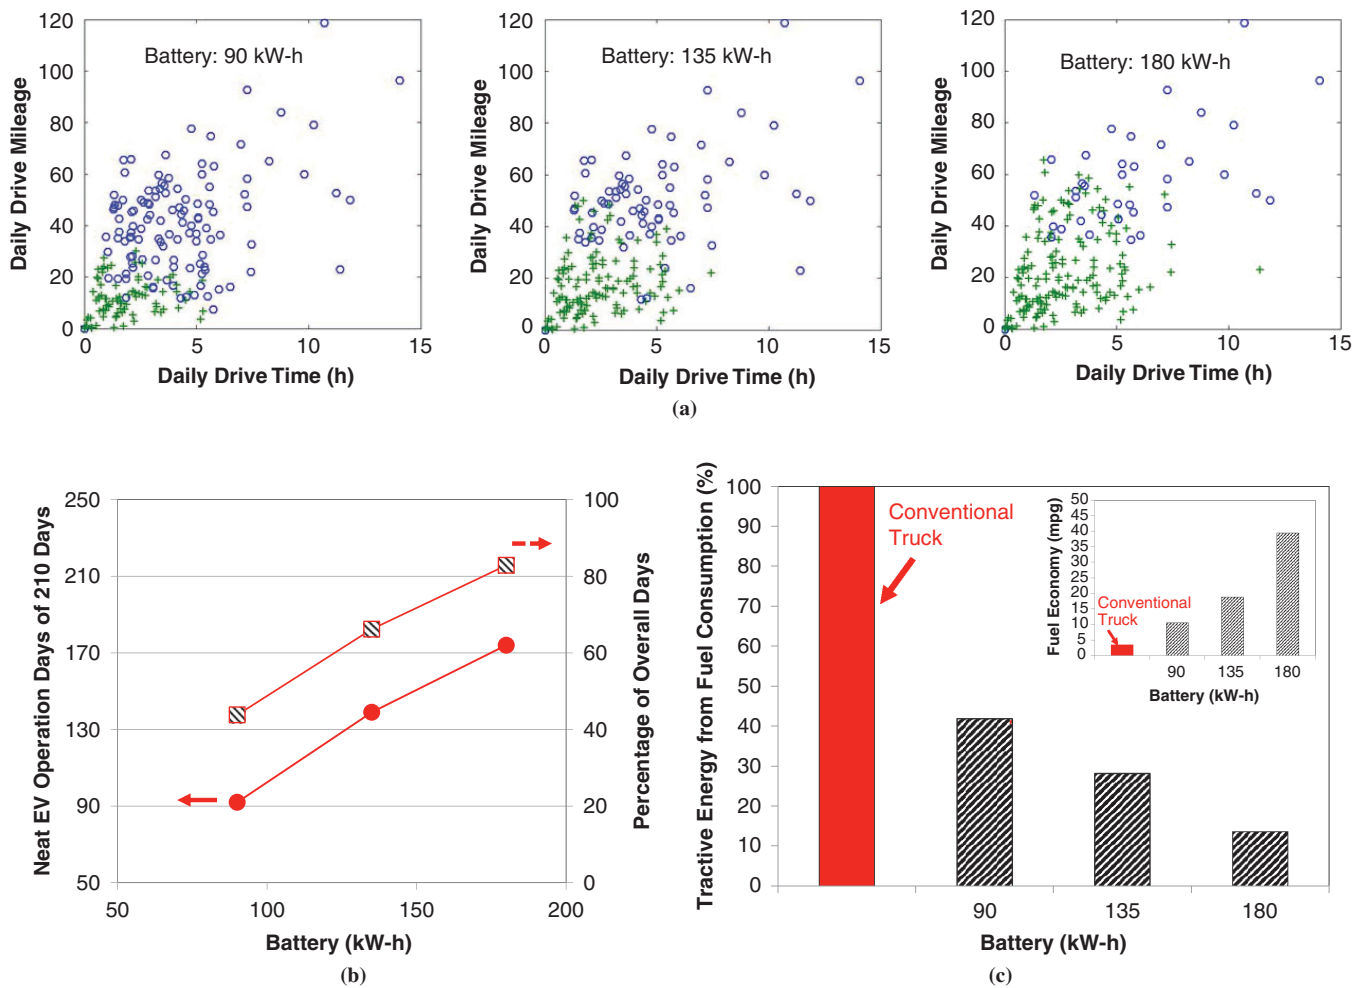 Battery: 90 kW-h
Daily Drive Mileage
120
100
80
60
40
20
0
0 5 10 15
Daily Drive Time (h)
Battery: 135 kW-h
Daily Drive Mileage
120
100
80
60
40
20
0
0 5 10 15
Daily Drive Time (h)
Battery: 180 kW-h
Daily Drive Mileage
120
100
80
60
40
20
0
0 5 10 15
Daily Drive Time (h)
(a)
Neat EV Operation Days of 210 Days
250
210
170
130
90
50
50 100 150 200
Battery (kW-h)
100
80
60
40
20
0
Percentage of Overall Days
(b)
Tractive Energy from Fuel Consumption (%)
100
90
80
70
60
50
40
30
20
10
0
Conventional
Truck
90 135 180
Battery (kW-h)
Fuel Economy (mpg)
50
45
40
35
30
25
20
15
10
5
0
Conventional
Truck
90 135 180
Battery (kW-h)
(c)